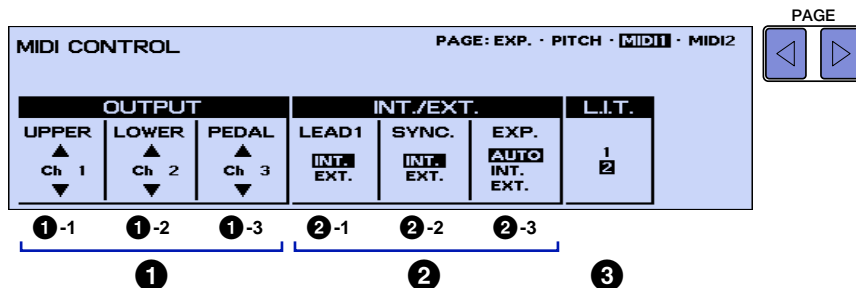 PAGE
MIDI CONTROL
PAGE: EXP. · PITCH · MIDI1 · MIDI2
OUTPUT INT./EXT. L.I.T.
UPPER LOWER PEDAL LEAD1 SYNC. EXP.
Ch 1 Ch 2 Ch 3 INT. INT. AUTO 1
EXT. EXT. INT. 2
EXT.
1-1 1-2 1-3 2-1 2-2 2-3
1 2 3